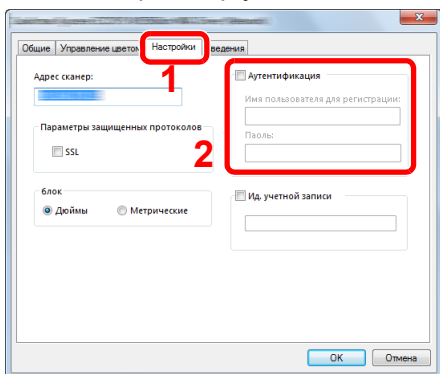 Общие Управление цветом Настройки ведения
1
Адрес сканер:
Аутентификация
Имя пользователя для регистрации:
Паоль:
Параметры защищенных протоколов
SSL
2
блок
Дюймы Метрические
Ид. учетной записи
OK Отмена